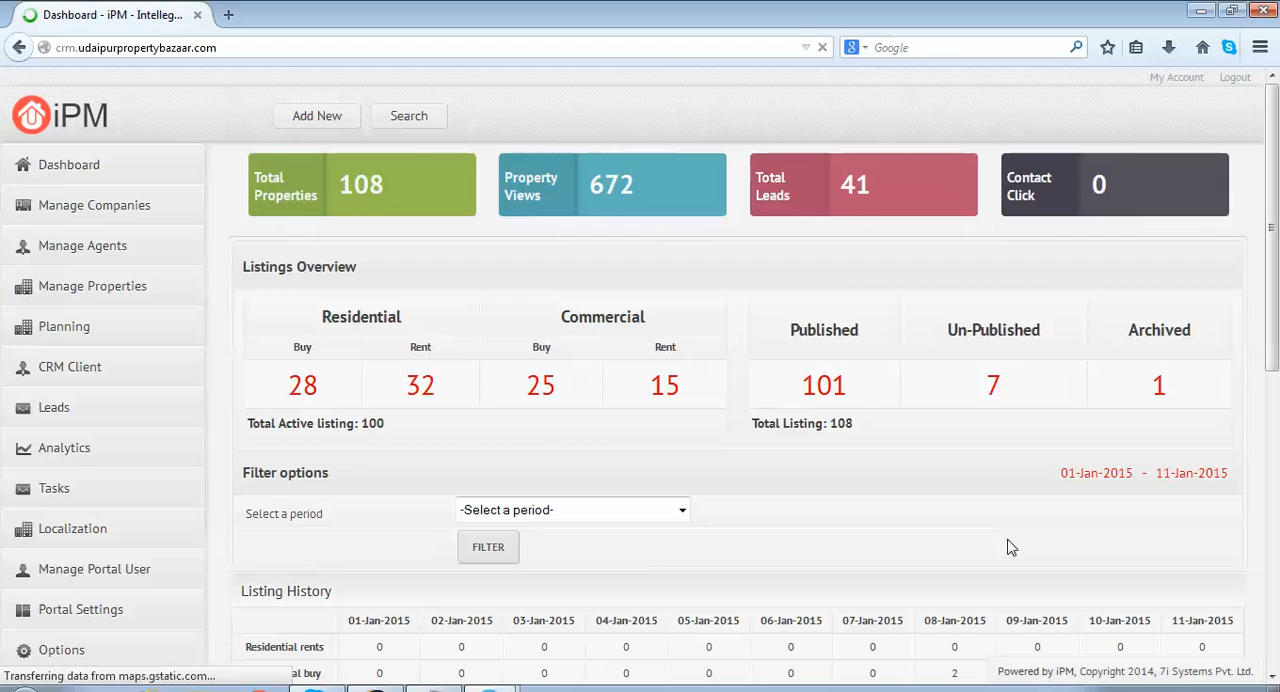 Dashboard - iPM - Intelleg...
crm.udaipurpropertybazaar.com
Google
My Account Logout
iPM
Add New Search
Dashboard
Manage Companies
Manage Agents
Manage Properties
Planning
CRM Client
Leads
Analytics
Tasks
Localization
Manage Portal User
Portal Settings
Options
Total Properties 108
Property Views 672
Total Leads 41
Contact Click 0
Listings Overview
Residential Commercial Published Un-Published Archived
Buy Rent Buy Rent
28 32 25 15 101 7 1
Total Active listing: 100 Total Listing: 108
Filter options 01-Jan-2015 - 11-Jan-2015
Select a period -Select a period-
FILTER
Listing History
01-Jan-2015 02-Jan-2015 03-Jan-2015 04-Jan-2015 05-Jan-2015 06-Jan-2015 07-Jan-2015 08-Jan-2015 09-Jan-2015 10-Jan-2015 11-Jan-2015
Residential rents 0 0 0 0 0 0 0 0 0 0 0
al buy 0 0 0 0 0 0 0 2
Powered by iPM, Copyright 2014, 7i Systems Pvt. Ltd.
Transferring data from maps.gstatic.com...